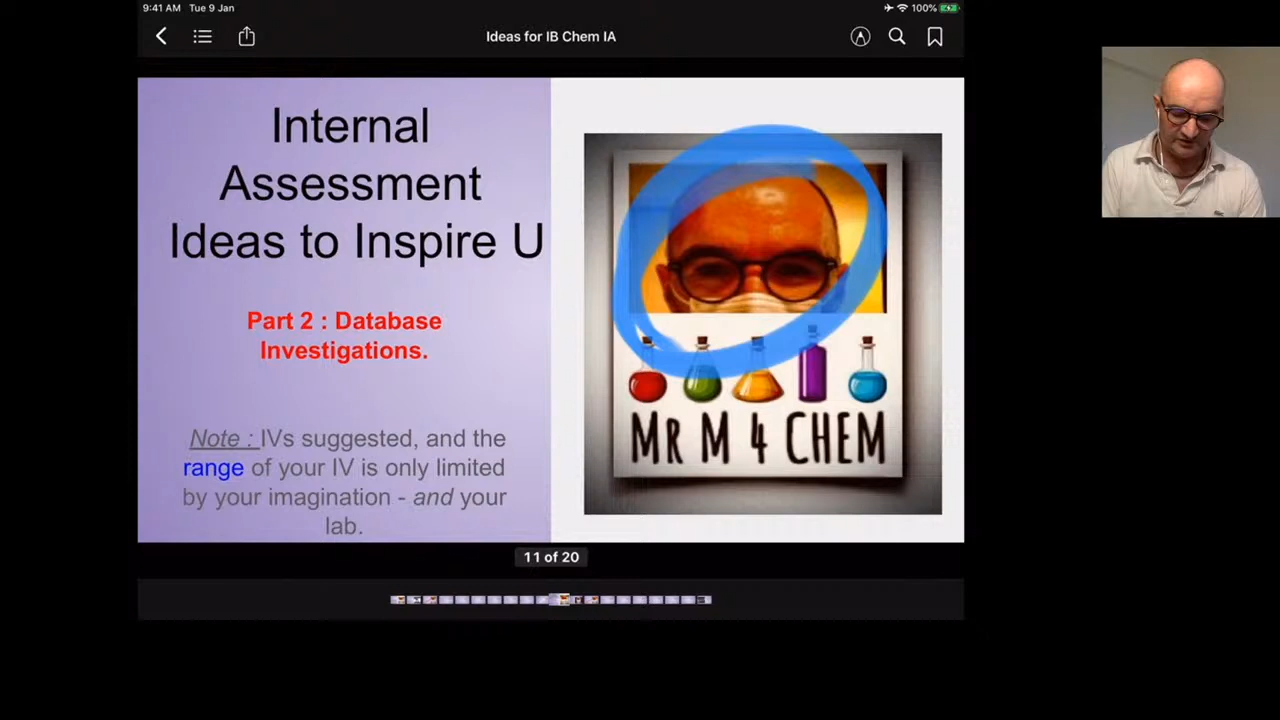 9:41 AM Tue 9 Jan
100%
Ideas for IB Chem IA
Internal
Assessment
Ideas to Inspire U
Part 2 : Database
Investigations.
Note : IVs suggested, and the
range of your IV is only limited
by your imagination - and your
lab.
MR M 4 CHEM
11 of 20